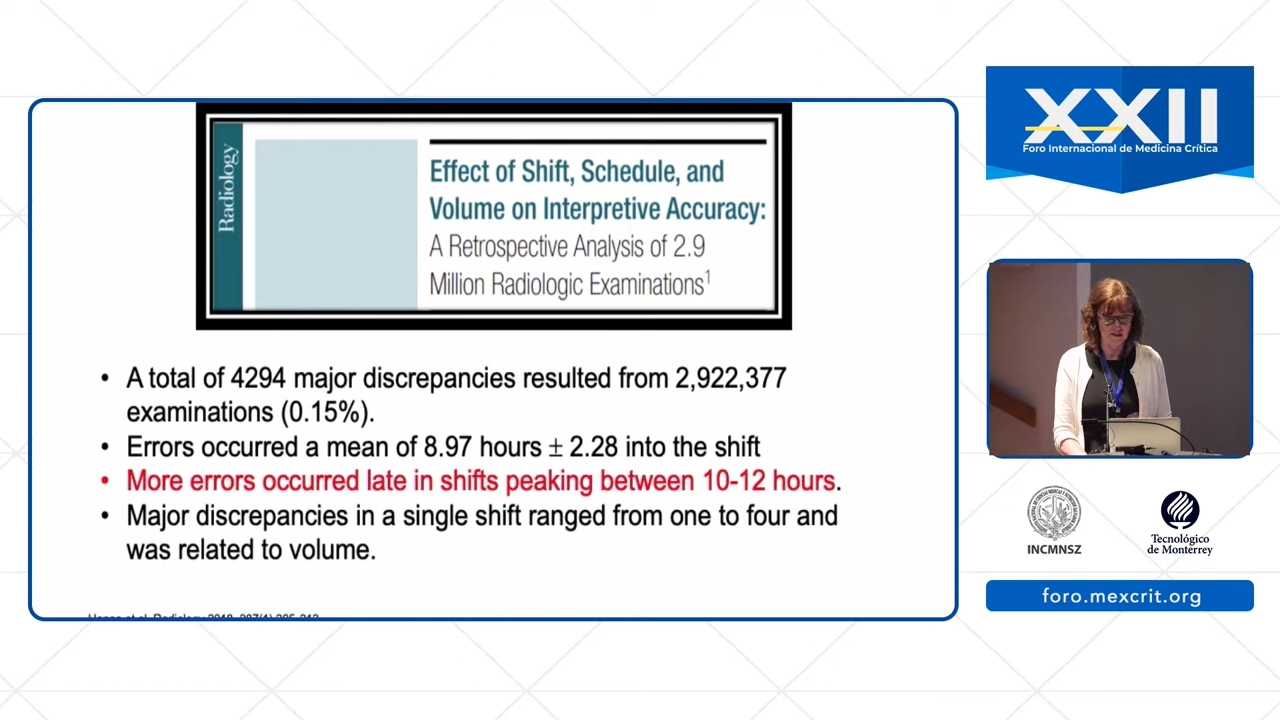 Radiology
Effect of Shift, Schedule, and
Volume on Interpretive Accuracy:
A Retrospective Analysis of 2.9
Million Radiologic Examinations1
• A total of 4294 major discrepancies resulted from 2,922,377
examinations (0.15%).
• Errors occurred a mean of 8.97 hours ± 2.28 into the shift
• More errors occurred late in shifts peaking between 10-12 hours.
• Major discrepancies in a single shift ranged from one to four and
was related to volume.
XXII
Foro Internacional de Medicina Crítica
INCMNSZ
Tecnológico
de Monterrey
foro.mexcrit.org